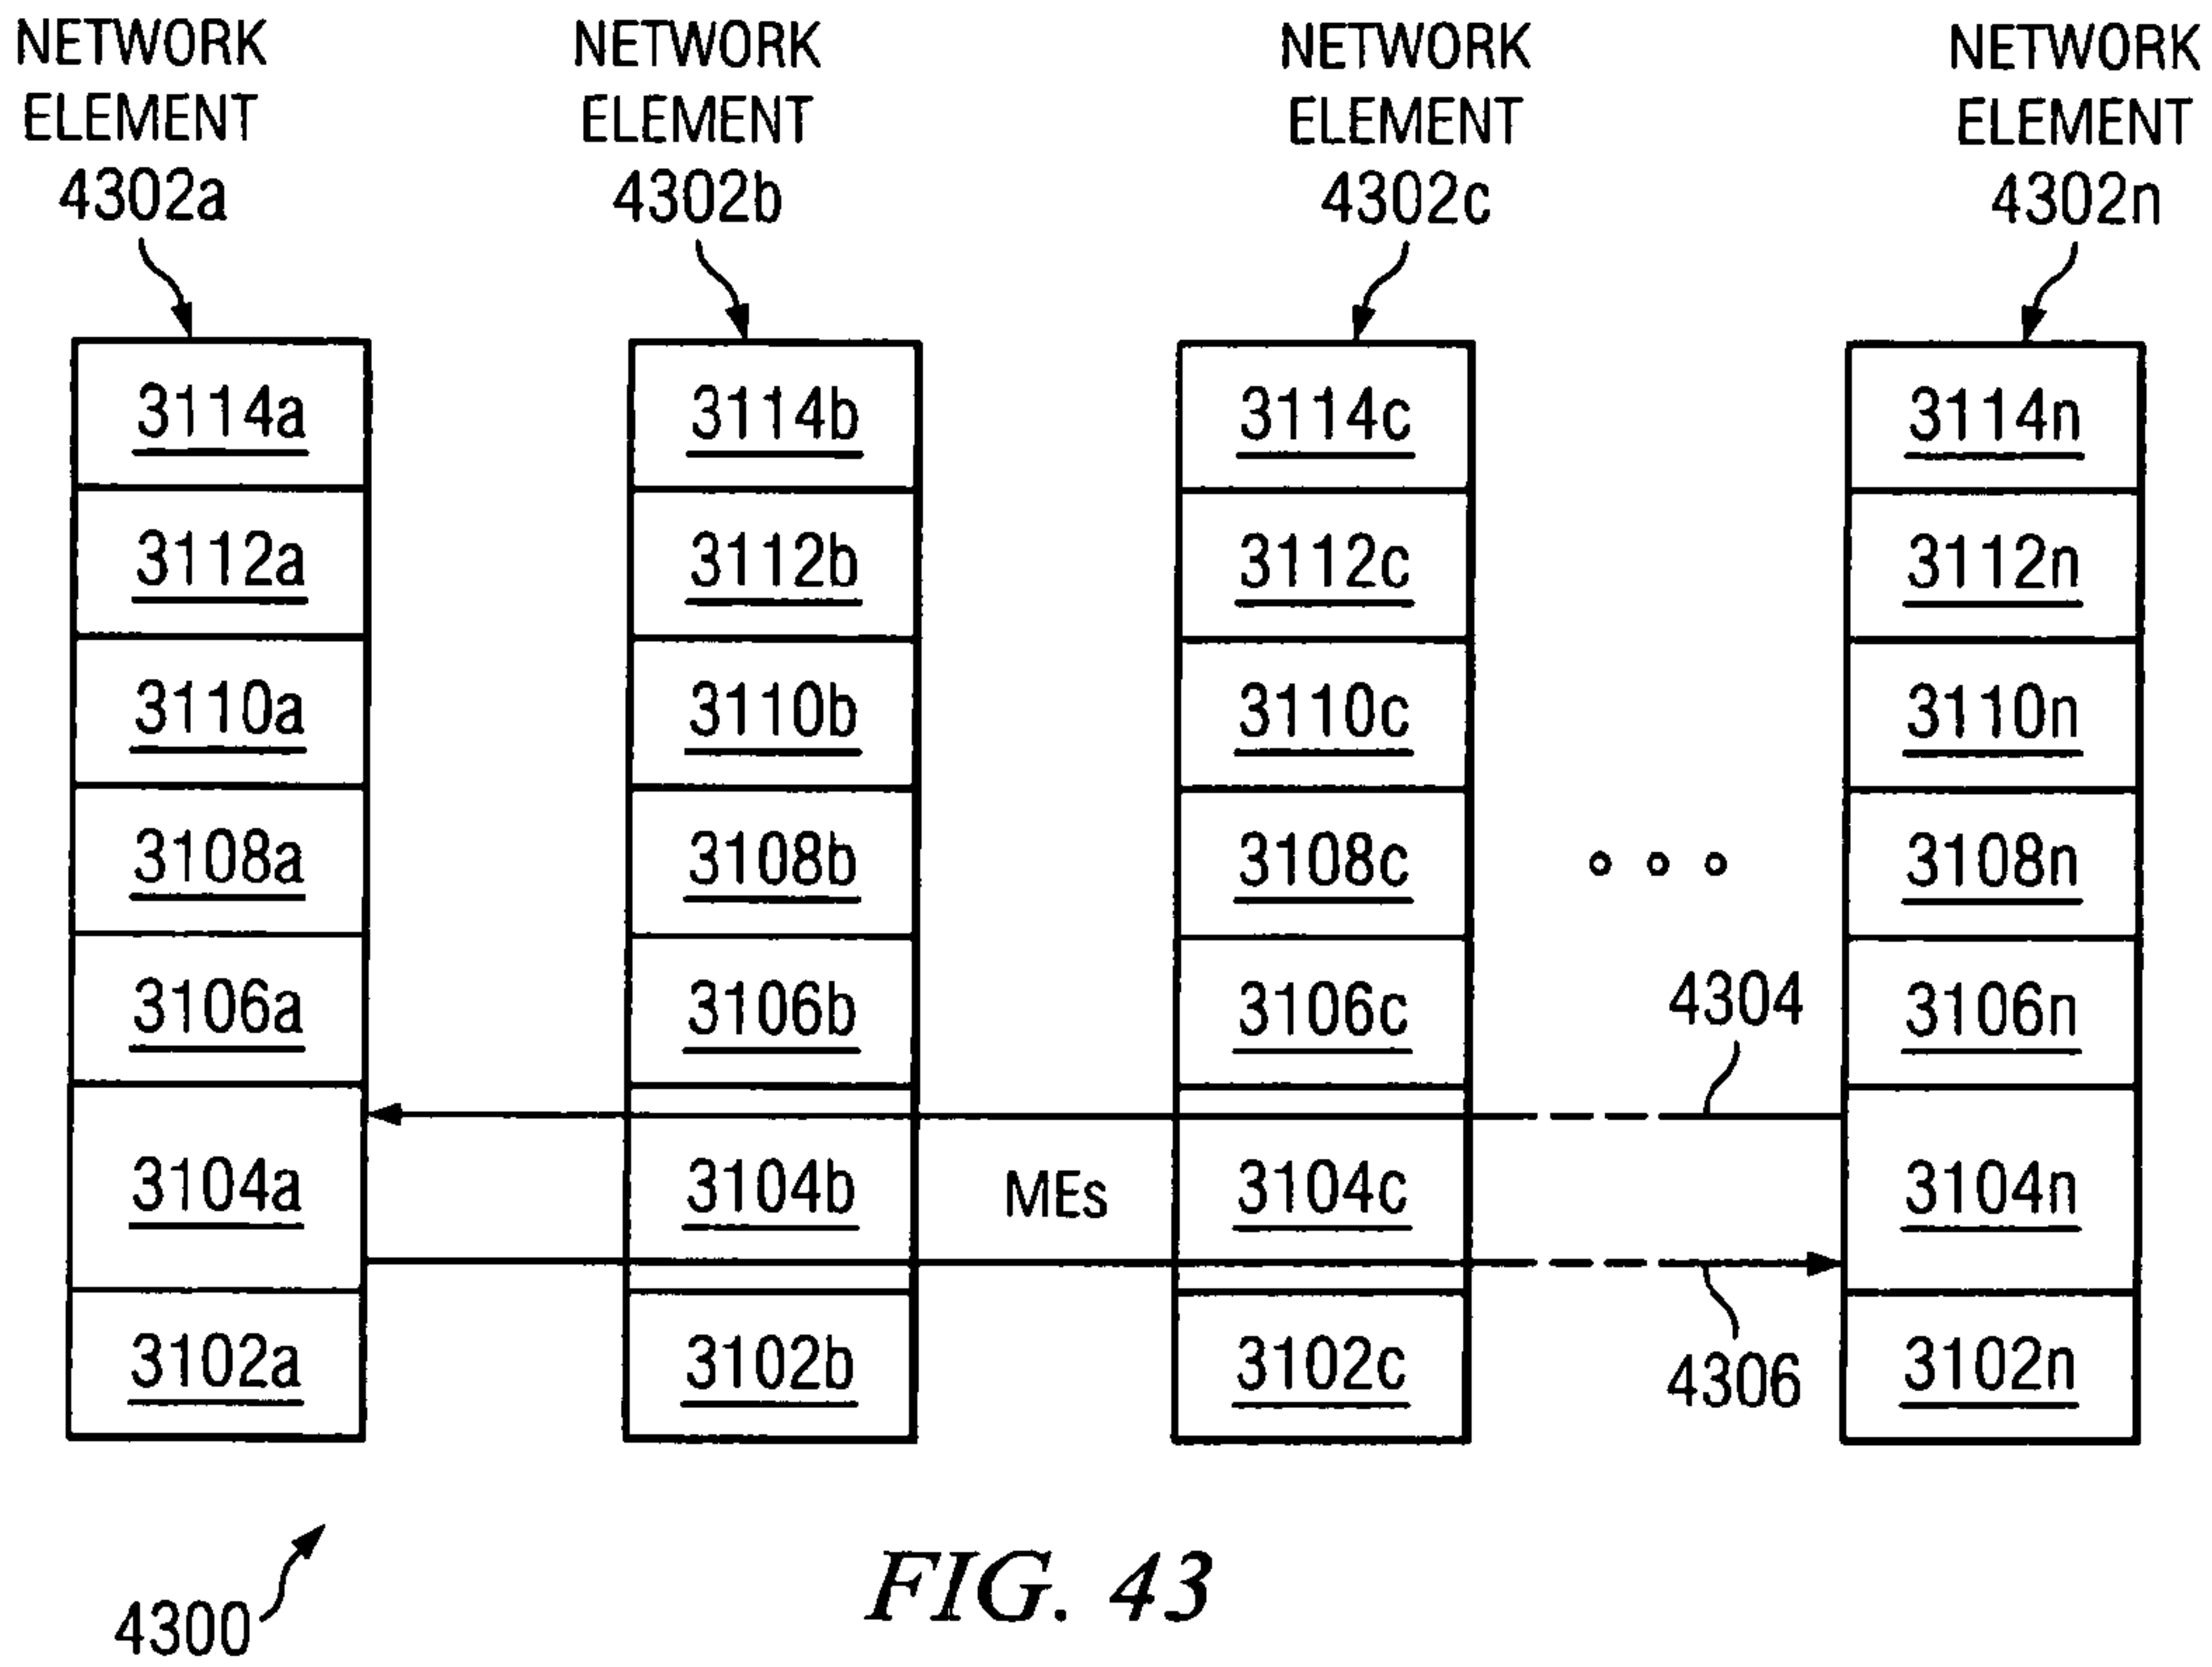 NETWORK NETWORK NETWORK NETWORK
ELEMENT ELEMENT ELEMENT ELEMENT
4302a 4302b 4302c 4302n
3114a 3114b 3114c 3114n
3112a 3112b 3112c 3112n
3110a 3110b 3110c 3110n
3108a 3108b 3108c 3108n
3106a 3106b 3106c 4304 3106n
3104a 3104b MEs 3104c 3104n
3102a 3102b 3102c 4306 3102n
4300
FIG. 43